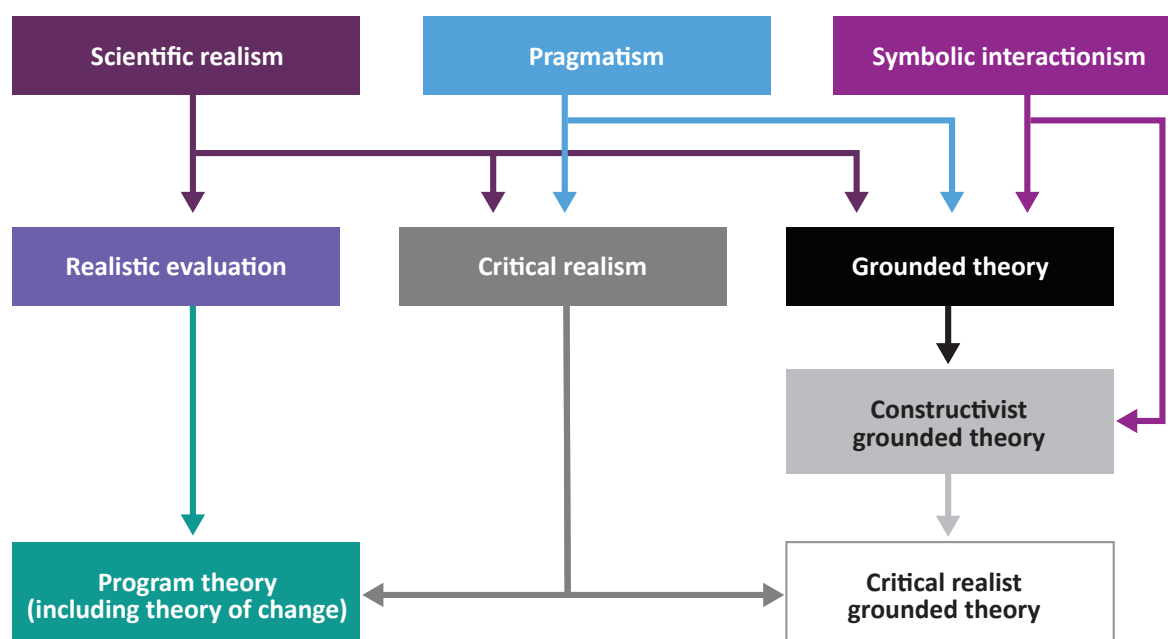 Scientific realism
Pragmatism
Symbolic interactionism
Realistic evaluation
Critical realism
Grounded theory
Constructivist
grounded theory
Program theory
(including theory of change)
Critical realist
grounded theory